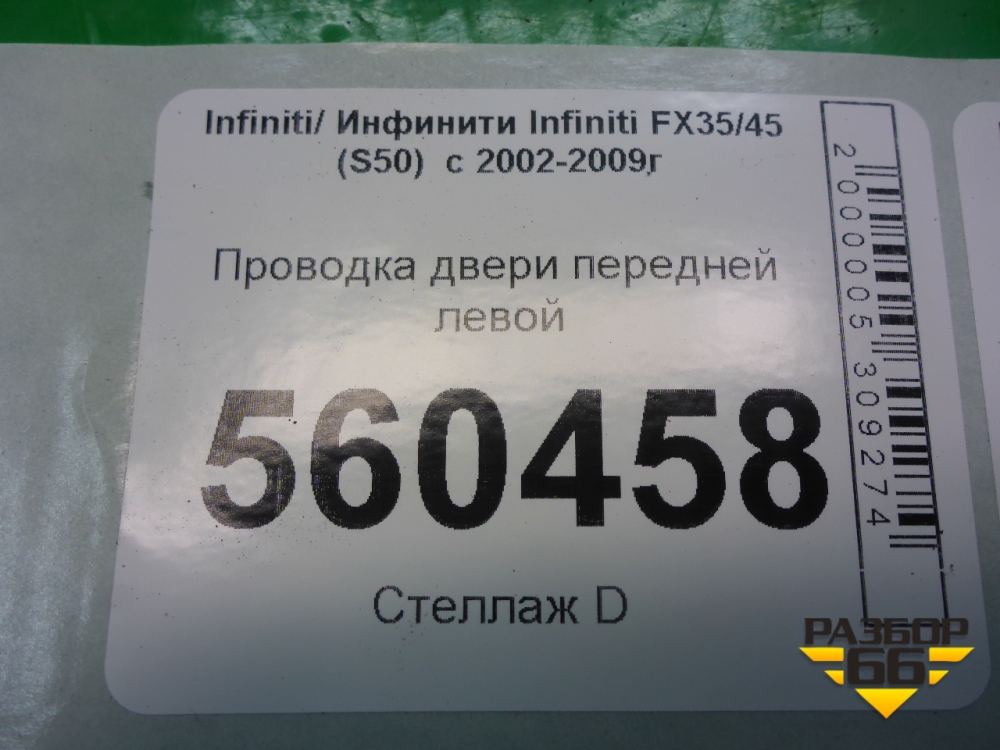 Infiniti/ Инфинити Infiniti FX35/45
(S50) с 2002-2009г
Проводка двери передней
левой
560458
Стеллаж D
2000005309274
РАЗБОР
66